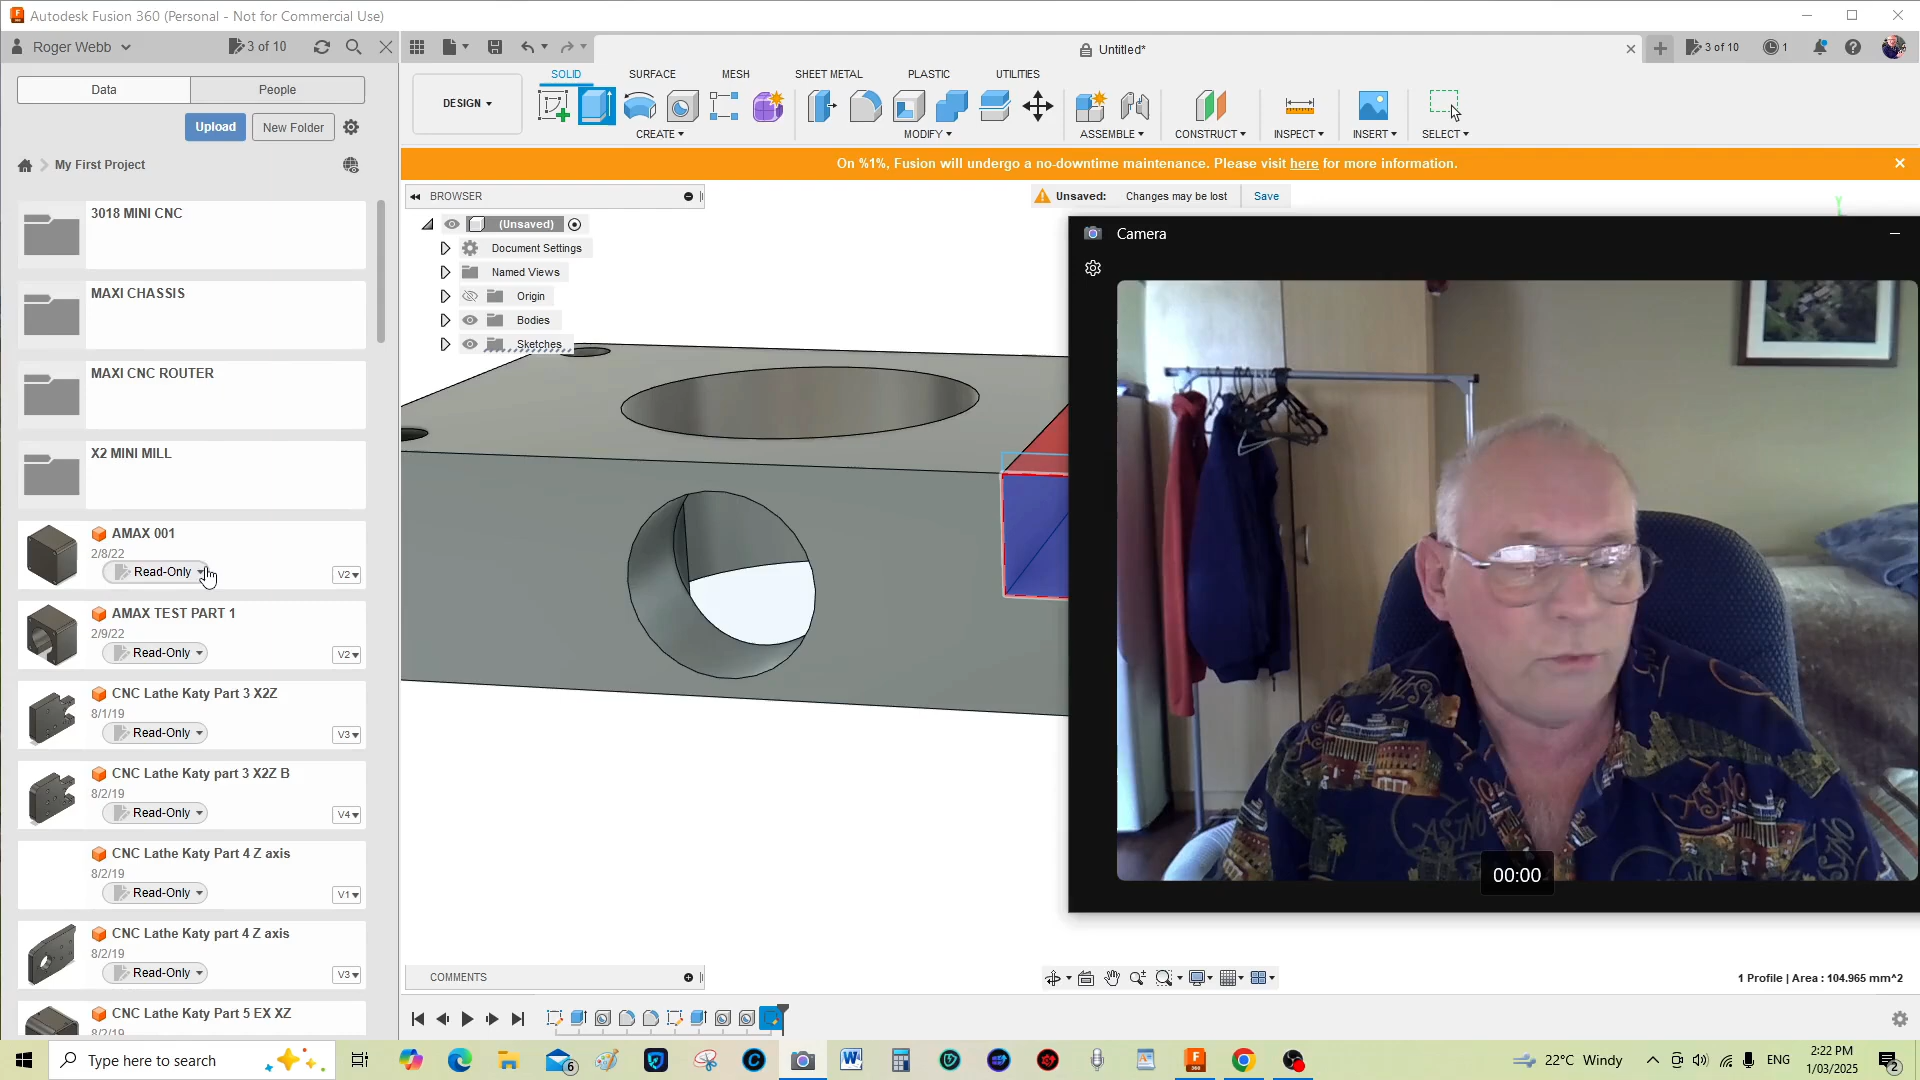 Autodesk Fusion 360 (Personal - Not for Commercial Use)
Roger Webb
3 of 10
Untitled*
3 of 10
1
Data
People
Upload
New Folder
My First Project
3018 MINI CNC
MAXI CHASSIS
MAXI CNC ROUTER
X2 MINI MILL
AMAX 001
2/8/22
Read-Only
V2
AMAX TEST PART 1
2/9/22
Read-Only
V2
CNC Lathe Katy Part 3 X2Z
8/1/19
Read-Only
V3
CNC Lathe Katy part 3 X2Z B
8/2/19
Read-Only
V4
CNC Lathe Katy Part 4 Z axis
8/2/19
Read-Only
V1
CNC Lathe Katy part 4 Z axis
8/2/19
Read-Only
V3
CNC Lathe Katy Part 5 EX XZ
8/2/19
DESIGN
SOLID
SURFACE
MESH
SHEET METAL
PLASTIC
UTILITIES
CREATE
MODIFY
ASSEMBLE
CONSTRUCT
INSPECT
INSERT
SELECT
On %1%, Fusion will undergo a no-downtime maintenance. Please visit here for more information.
BROWSER
Unsaved:
Changes may be lost
Save
(Unsaved)
Document Settings
Named Views
Origin
Bodies
Sketches
Camera
00:00
COMMENTS
1 Profile | Area : 104.965 mm^2
Type here to search
6
22°C Windy
ENG
2:22 PM
1/03/2025
2